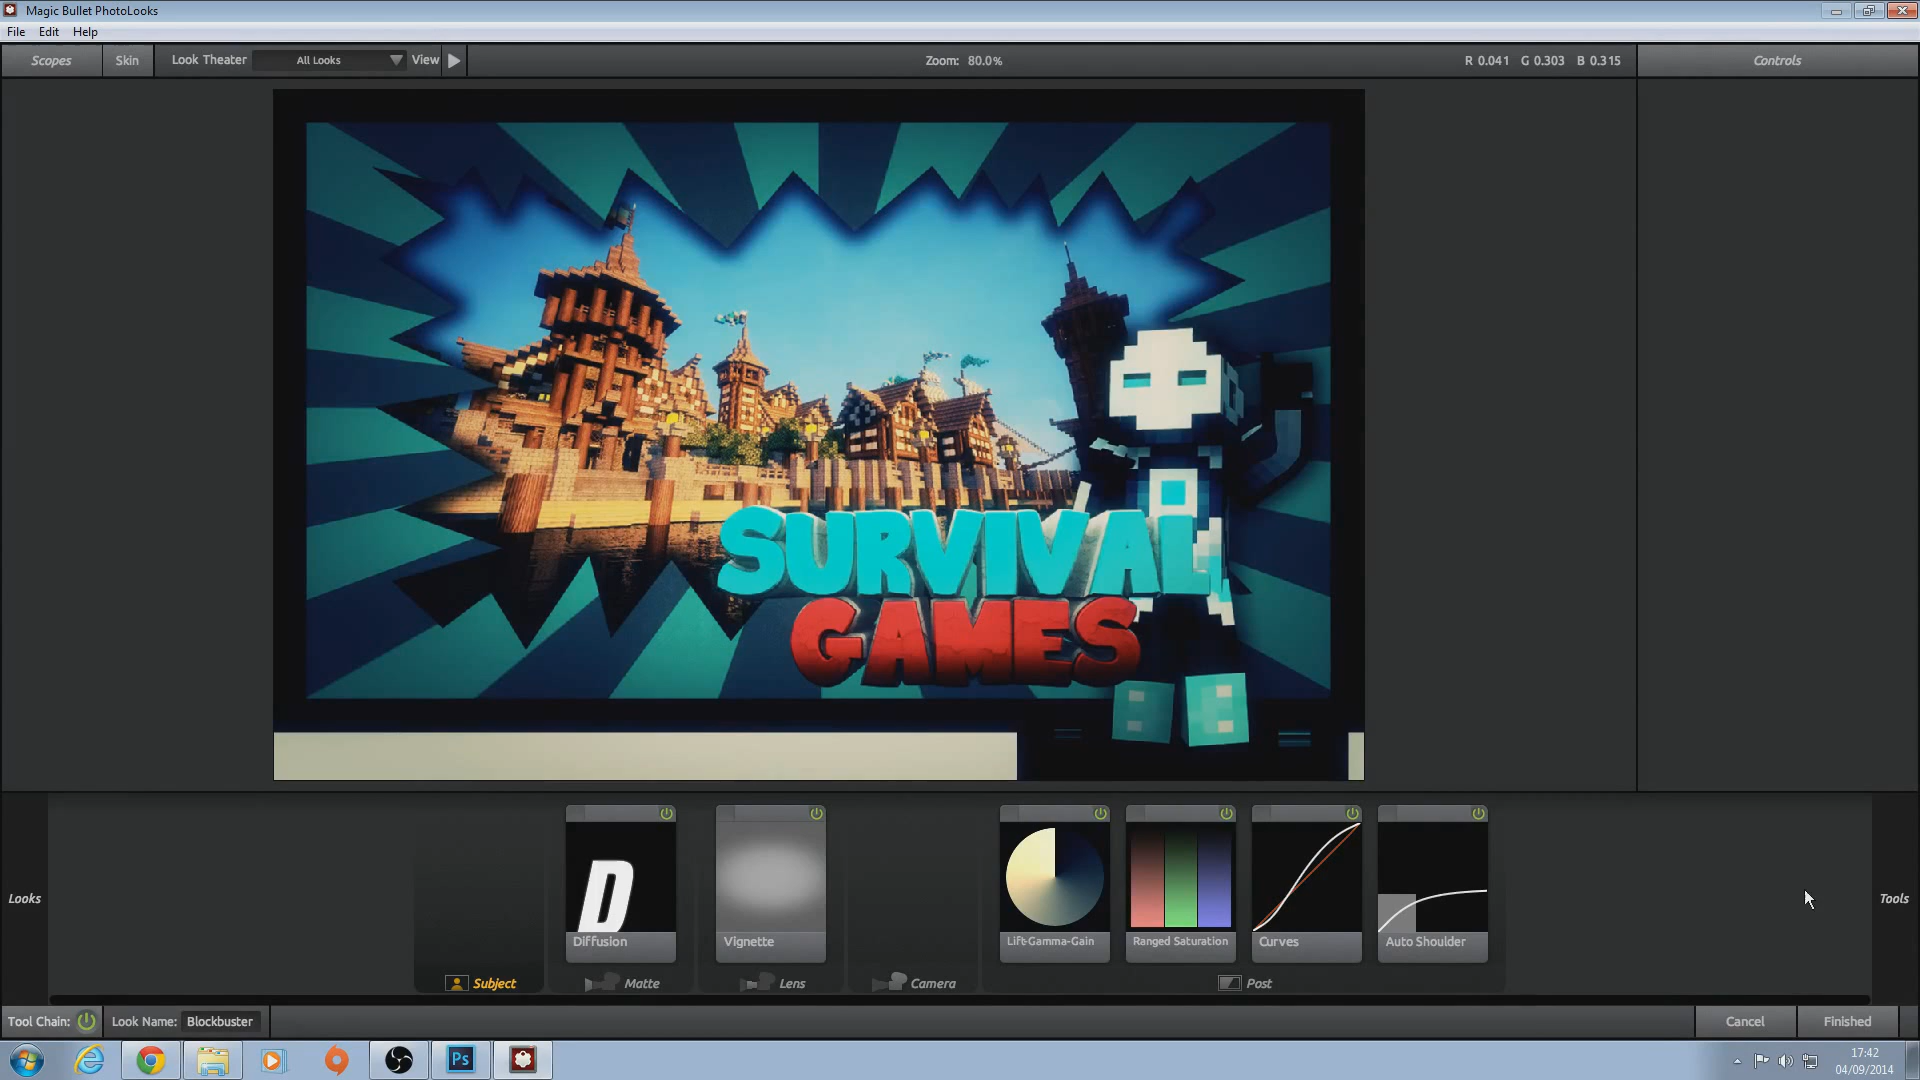 Magic Bullet PhotoLooks
File Edit Help
Scopes Skin Look Theater All Looks View Zoom: 80.0% R 0.041 G 0.303 B 0.315 Controls
SURVIVAL
GAMES
D
Diffusion Vignette Lift-Gamma-Gain Ranged Saturation Curves Auto Shoulder
Looks Tools
Subject Matte Lens Camera Post
Tool Chain: Look Name: Blockbuster Cancel Finished
Ps
17:42
04/09/2014